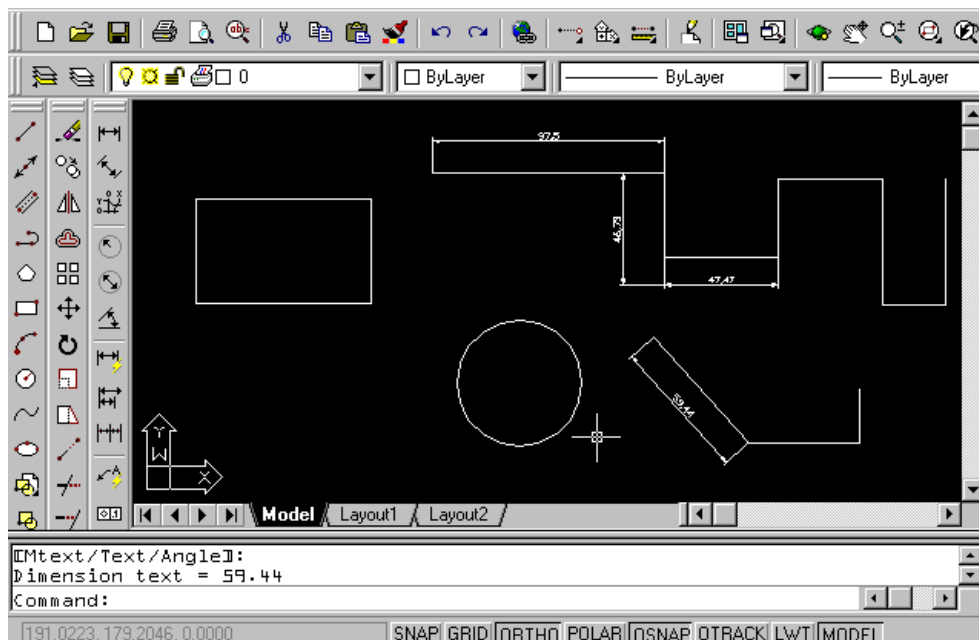 0
ByLayer
ByLayer
ByLayer
97,5
46,73
47,47
59,44
Y
W
X
Model
Layout1
Layout2
[Mtext/Text/Angle]:
Dimension text = 59.44
Command:
191.0223, 179.2046, 0.0000
SNAP GRID ORTHO POLAR OSNAP OTRACK LWT MODEL